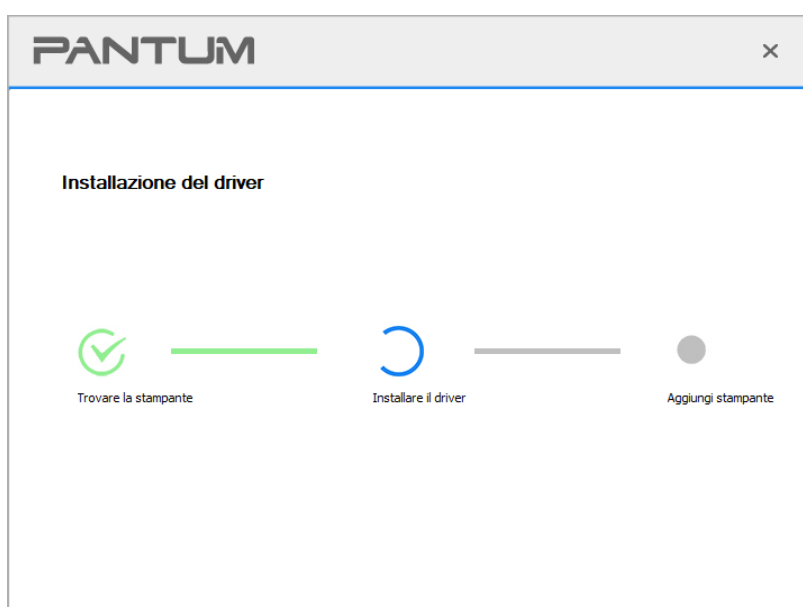 PANTUM
Installazione del driver
Trovare la stampante
Installare il driver
Aggiungi stampante